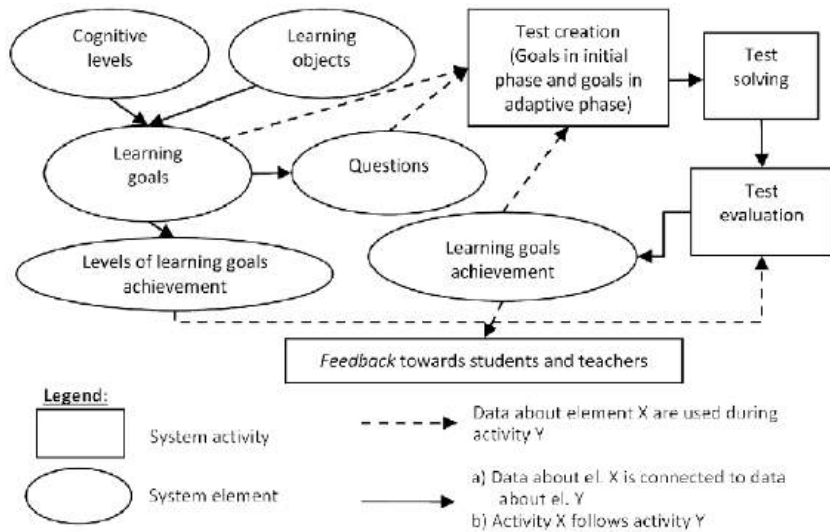 Cognitive
levels
Learning
objects
Test creation
(Goals in initial
phase and goals in
adaptive phase)
Test
solving
Learning
goals
Questions
Test
evaluation
Levels of learning goals
achievement
Learning goals
achievement
Feedback towards students and teachers
Legend:
System activity
Data about element X are used during
activity Y
System element
a) Data about el. X is connected to data
about el. Y
b) Activity X follows activity Y